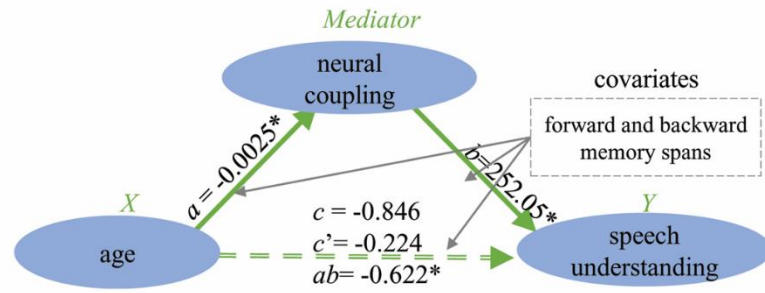 Mediator
neural
coupling
covariates
forward and backward
memory spans
a = -0.0025*
b=252.05*
X
Y
c = -0.846
c’= -0.224
ab= -0.622*
age
speech
understanding